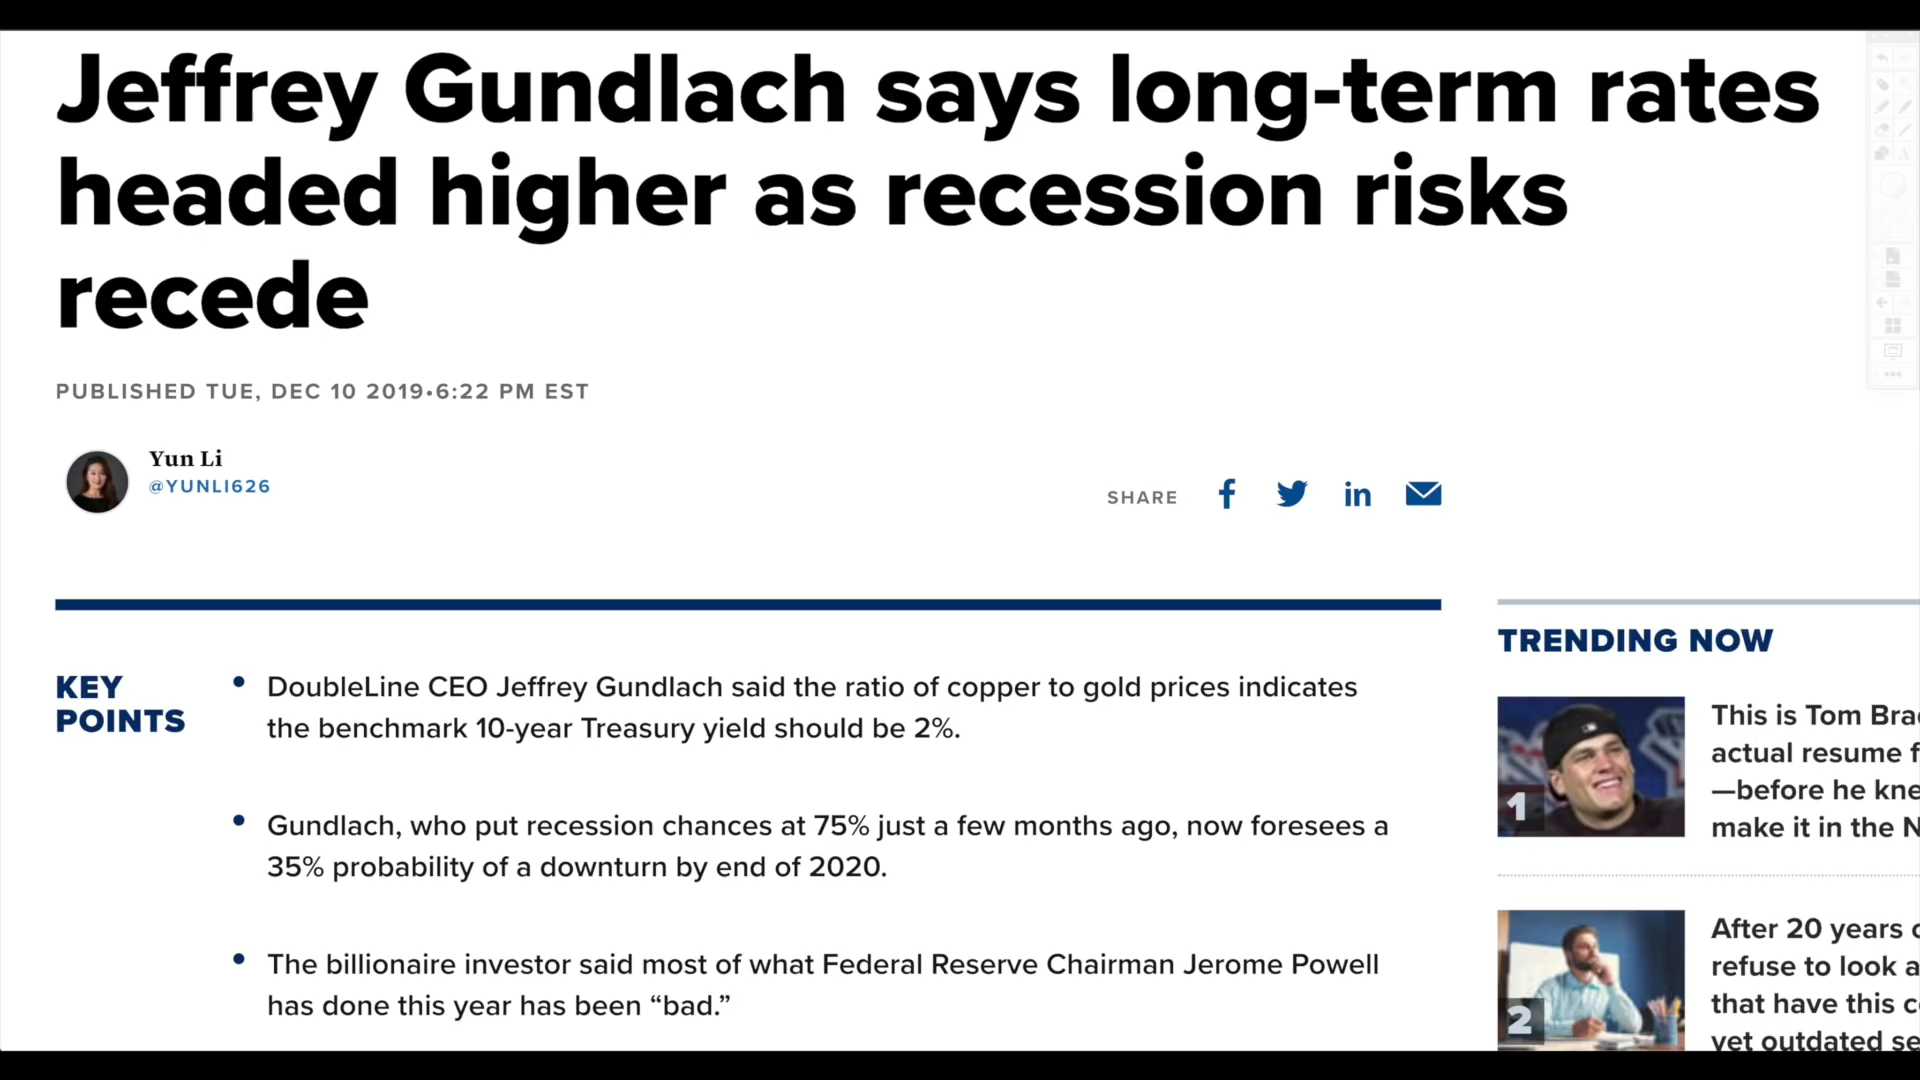 Jeffrey Gundlach says long-term rates
headed higher as recession risks
recede
PUBLISHED TUE, DEC 10 2019•6:22 PM EST
Yun Li
@YUNLI626
SHARE
KEY
POINTS
• DoubleLine CEO Jeffrey Gundlach said the ratio of copper to gold prices indicates
the benchmark 10-year Treasury yield should be 2%.
• Gundlach, who put recession chances at 75% just a few months ago, now foresees a
35% probability of a downturn by end of 2020.
• The billionaire investor said most of what Federal Reserve Chairman Jerome Powell
has done this year has been “bad.”
TRENDING NOW
1
This is Tom
actual resume
—before he
make it in the
2
After 20 years
refuse to look
that have this
yet outdated